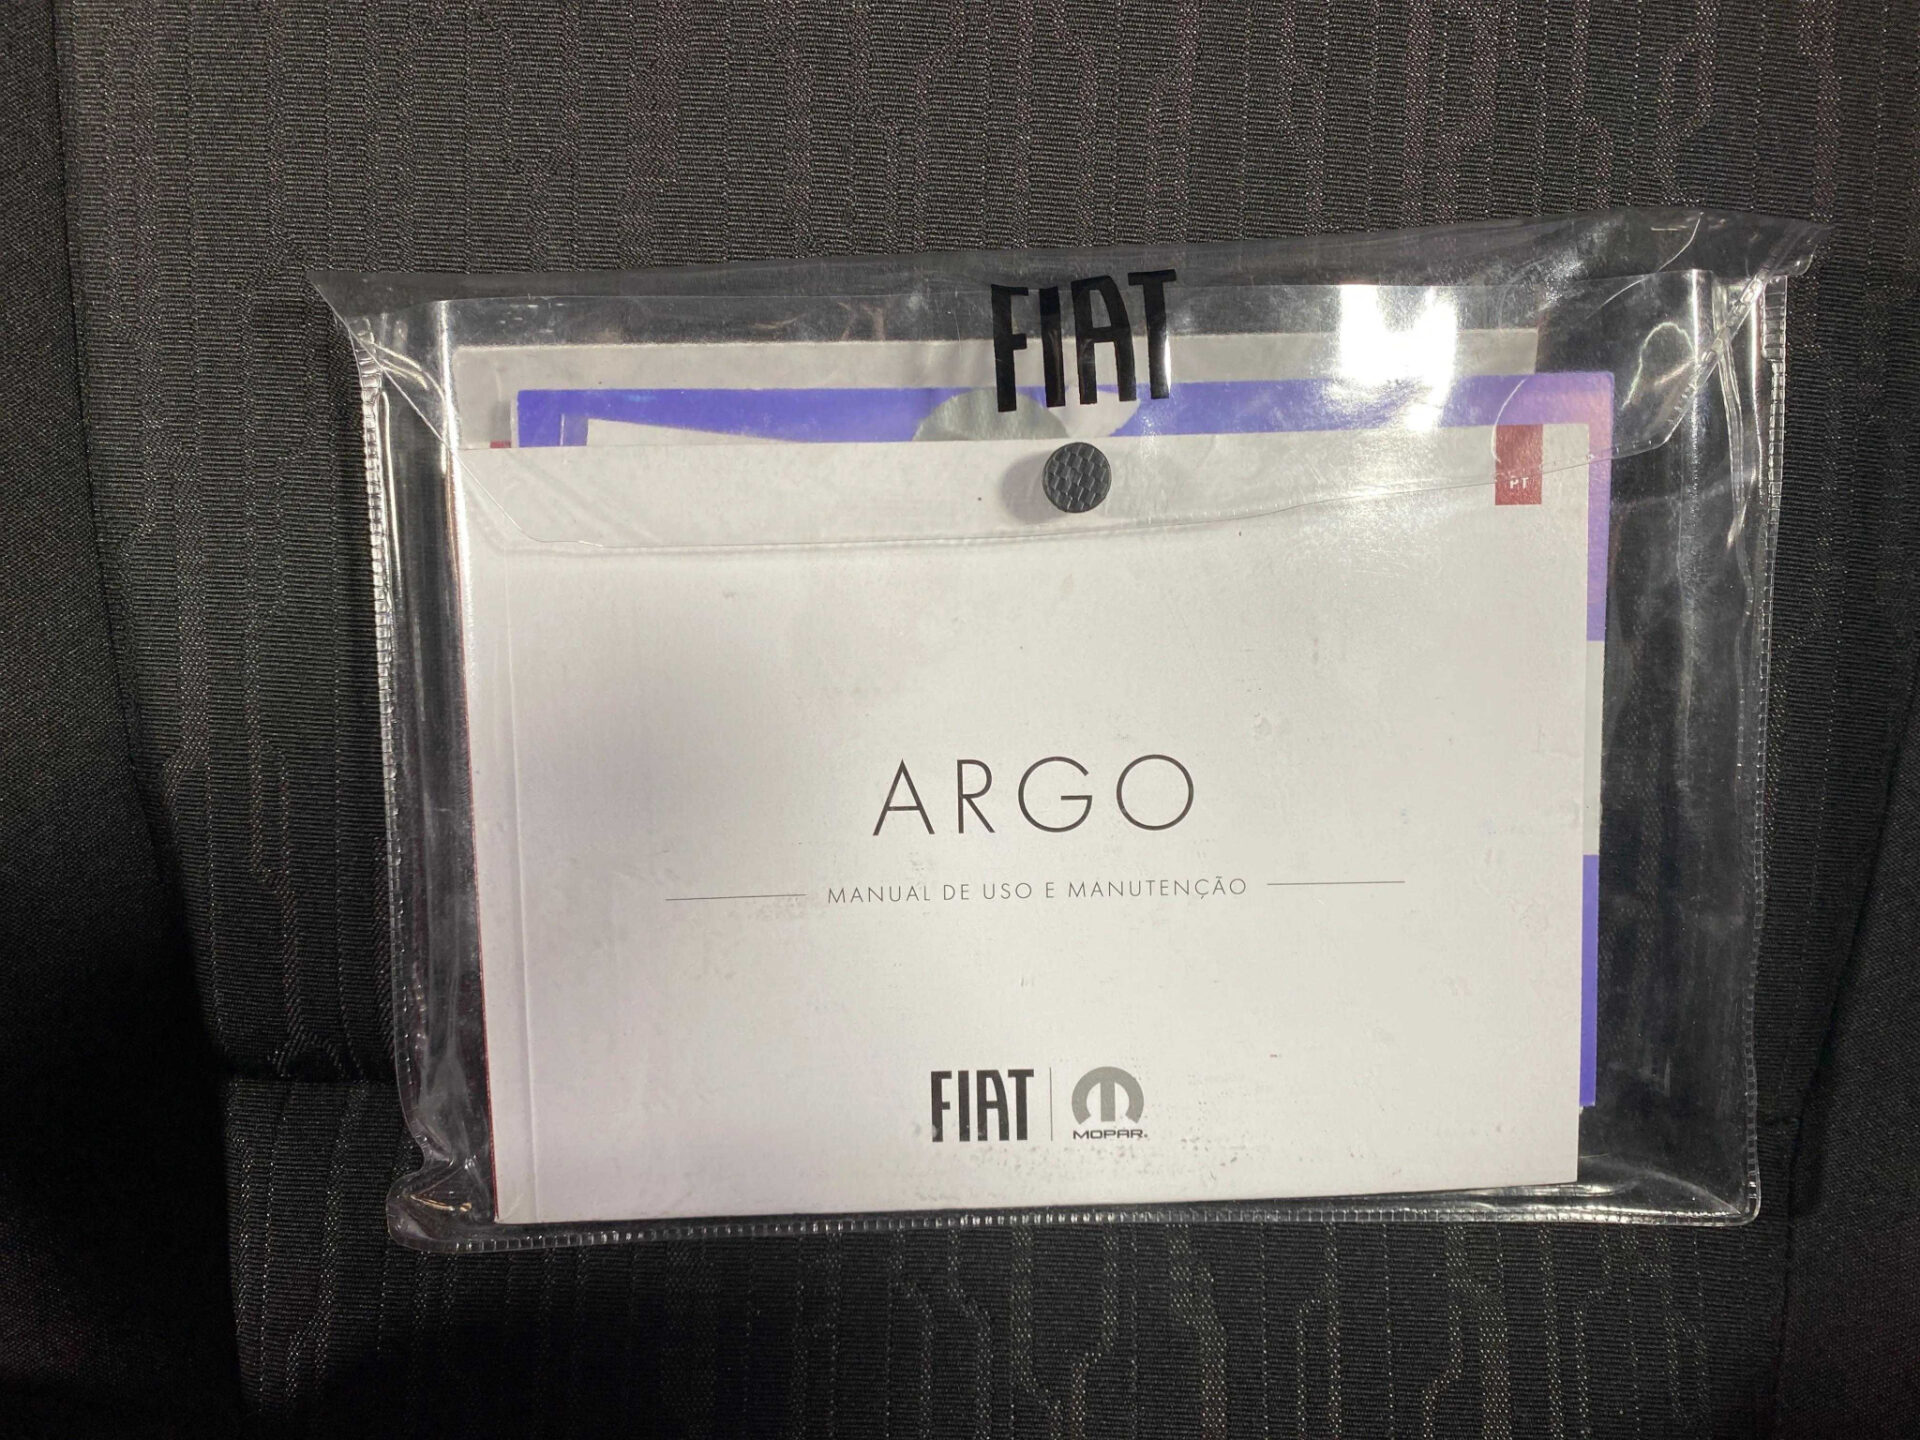 FIAT
PT
ARGO
MANUAL DE USO E MANUTENÇÃO
FIAT
MOPAR®